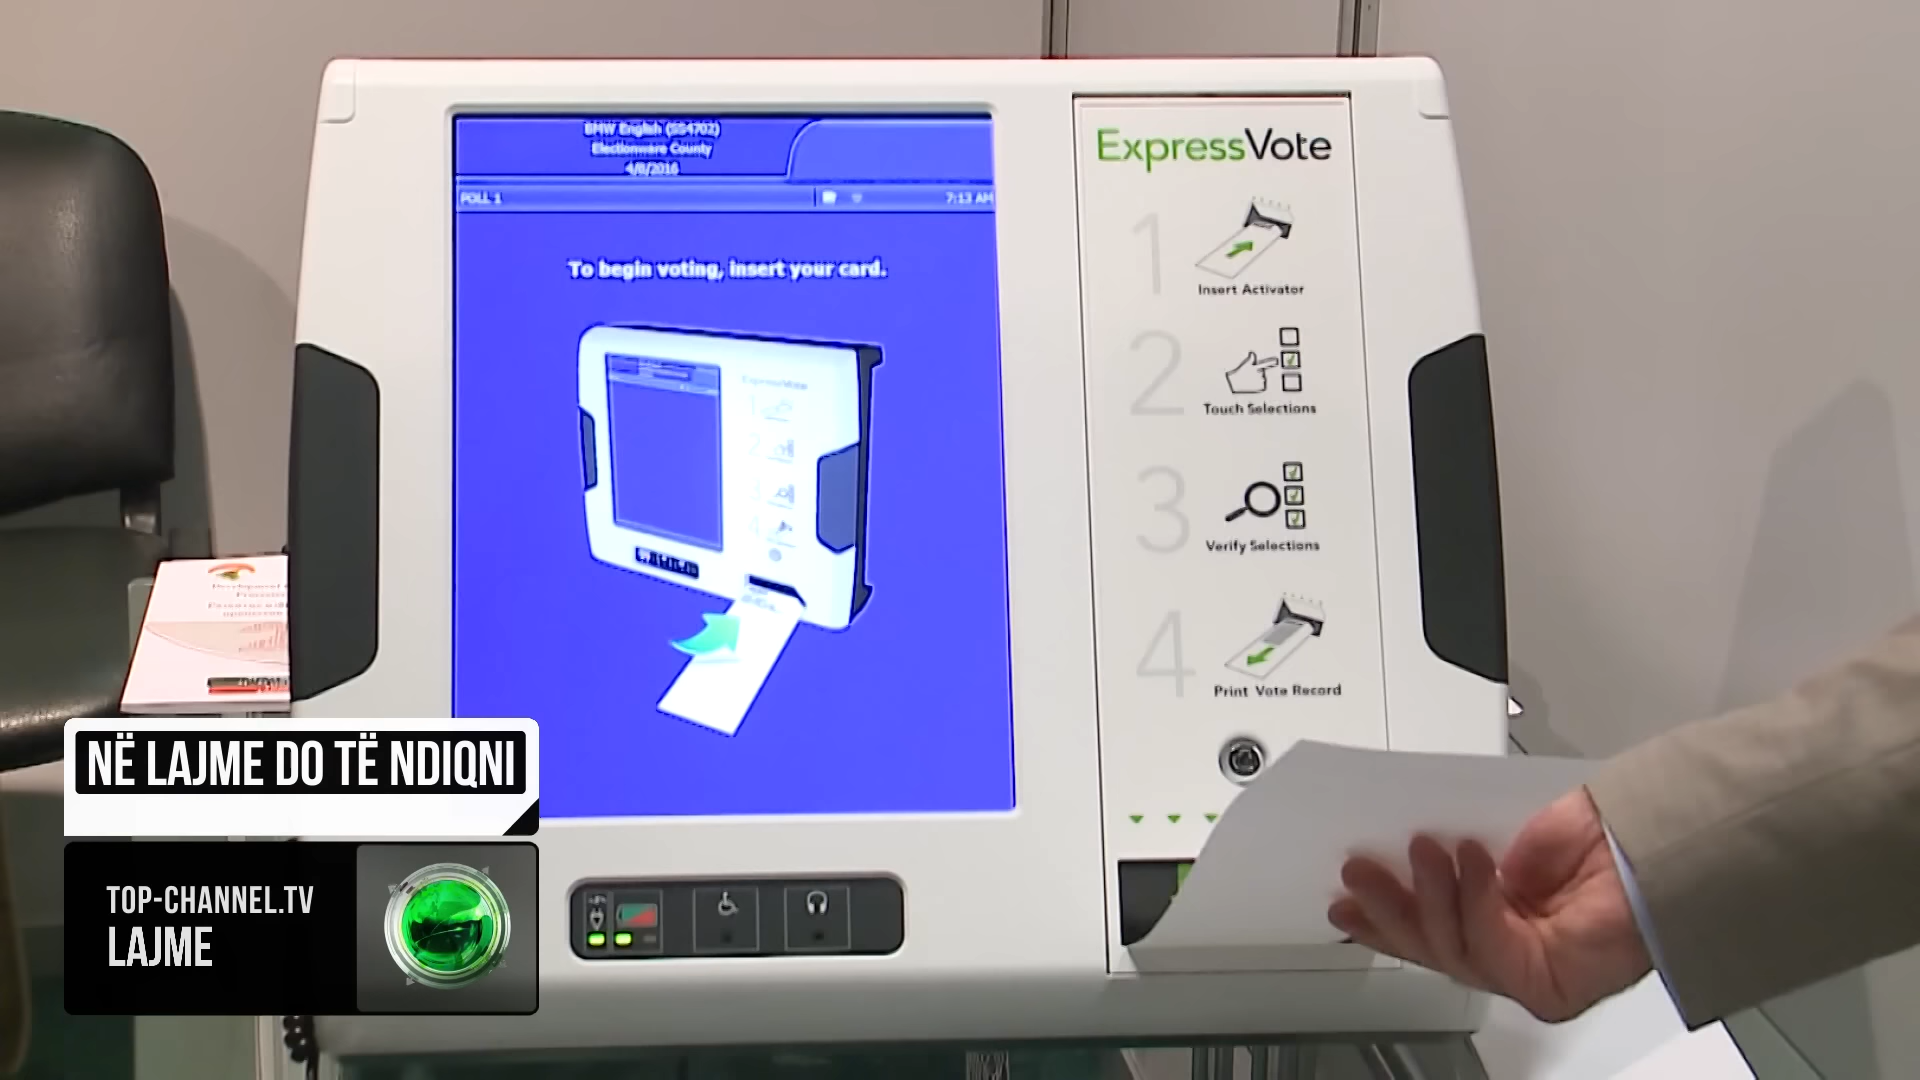 BMW English (SS4702)
Electionware County
4/8/2016
POLL 1
7:13 AM
To begin voting, insert your card.
ExpressVote
1
Insert Activator
2
Touch Selections
3
Verify Selections
4
Print Vote Record
NË LAJME DO TË NDIQNI
TOP-CHANNEL.TV
LAJME